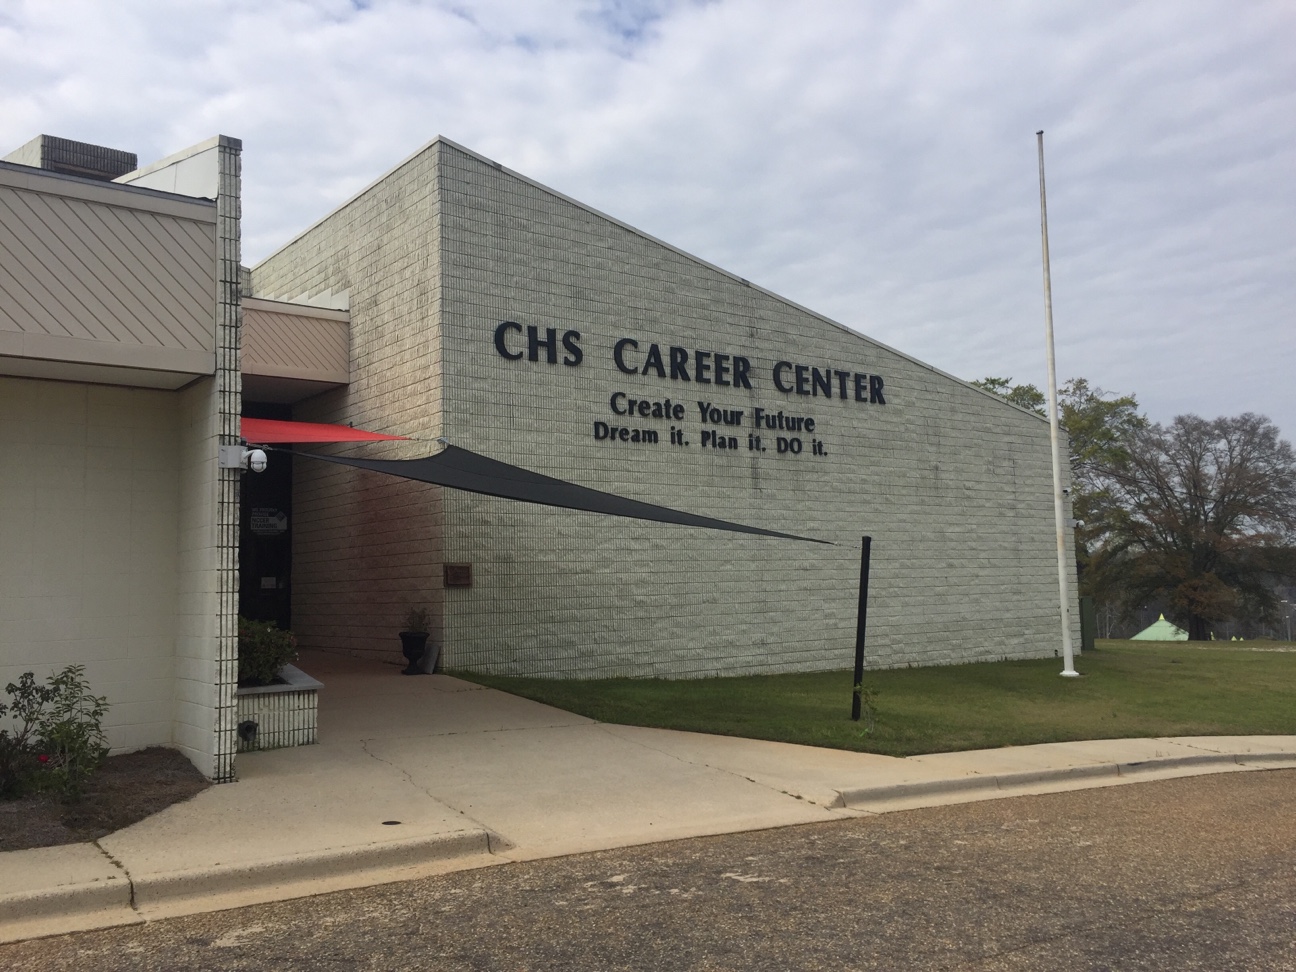 CHS CAREER CENTER
Create Your Future
Dream it. Plan it. DO it.